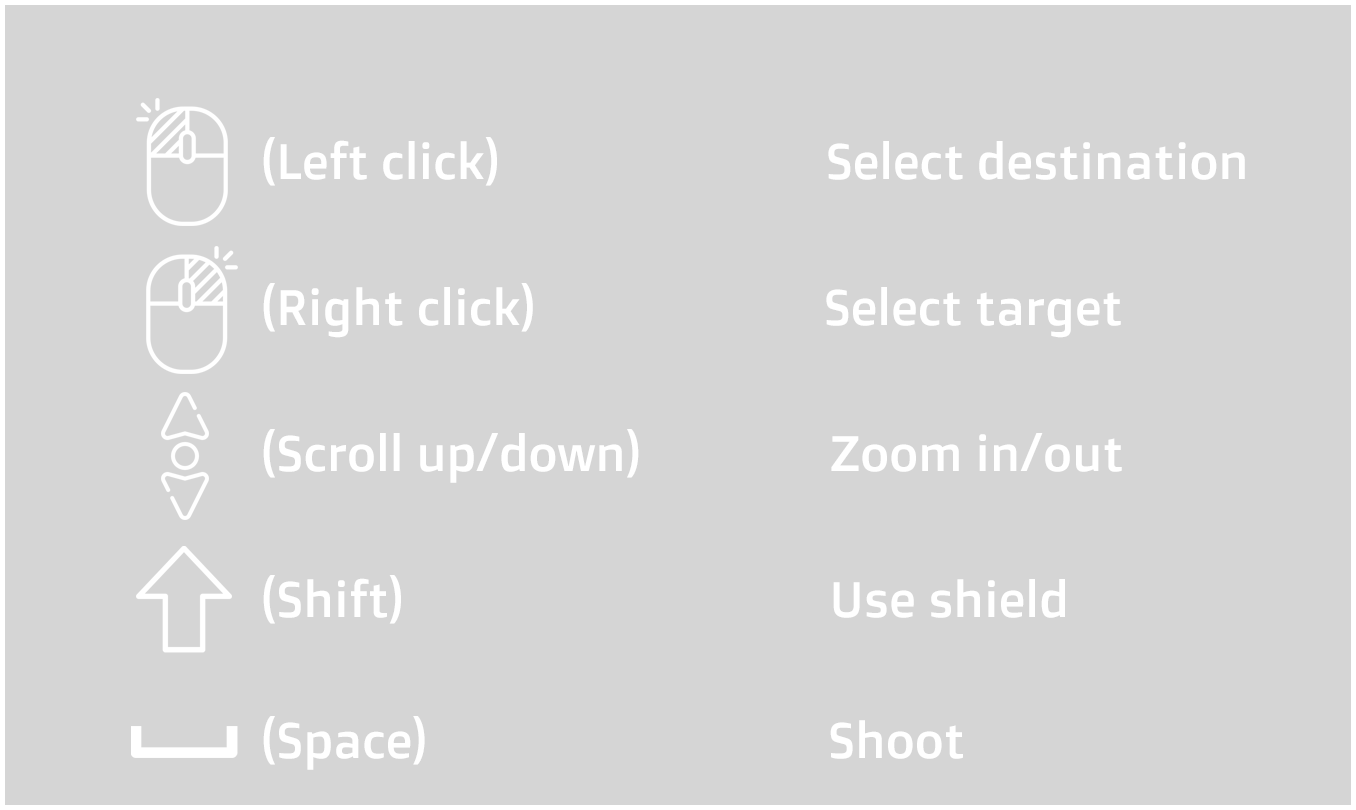 (Left click) Select destination
(Right click) Select target
(Scroll up/down) Zoom in/out
(Shift) Use shield
(Space) Shoot